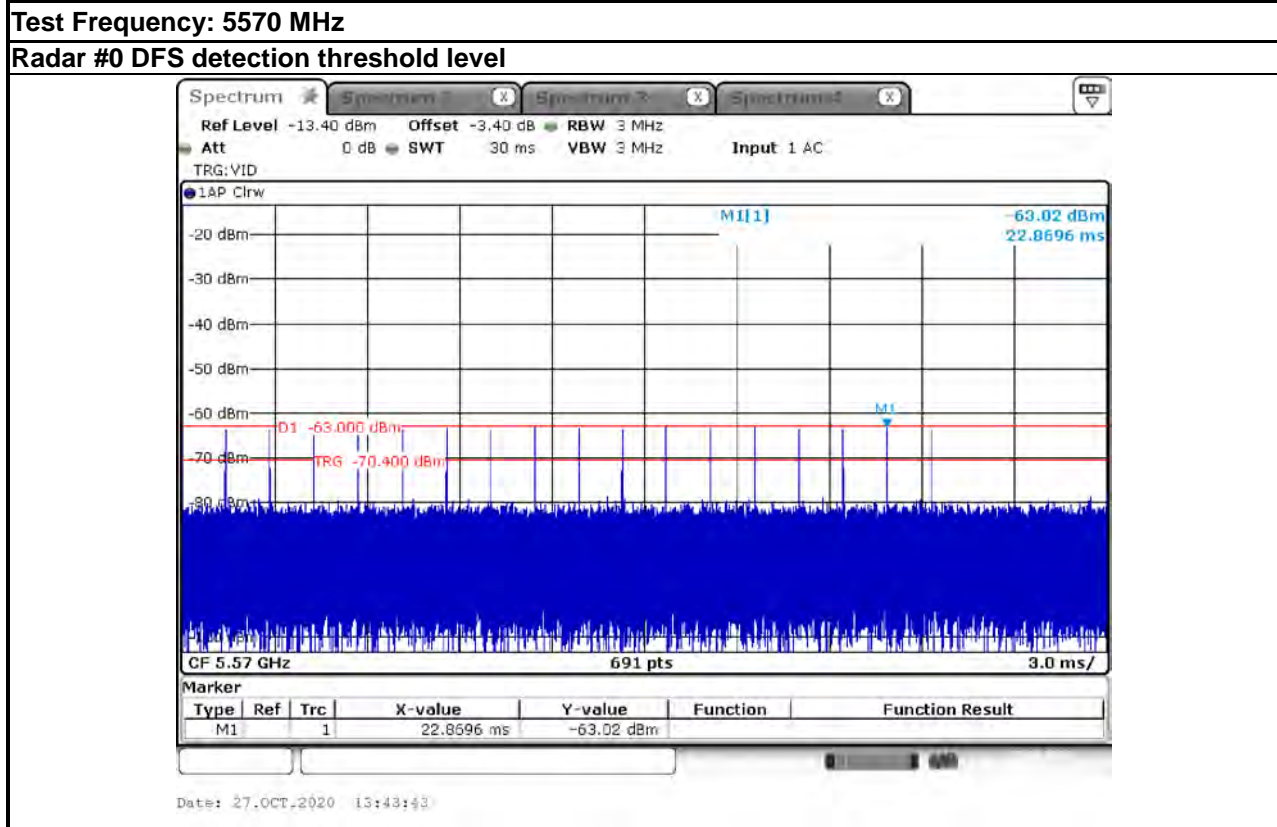 Test Frequency: 5570 MHz
Radar #0 DFS detection threshold level
Spectrum
Ref Level -13.40 dBm Offset -3.40 dB RBW 3 MHz
Att 0 dB SWT 30 ms VBW 3 MHz Input 1 AC
TRG:VID
1AP Clrw
M1[1] -63.02 dBm
22.8696 ms
-20 dBm
-30 dBm
-40 dBm
-50 dBm
-60 dBm
M1
D1 -63.000 dBm
-70 dBm
TRG -70.400 dBm
-80 dBm
CF 5.57 GHz 691 pts 3.0 ms/
Marker
Type Ref Trc X-value Y-value Function Function Result
M1 1 22.8696 ms -63.02 dBm
Date: 27.OCT.2020 13:43:43